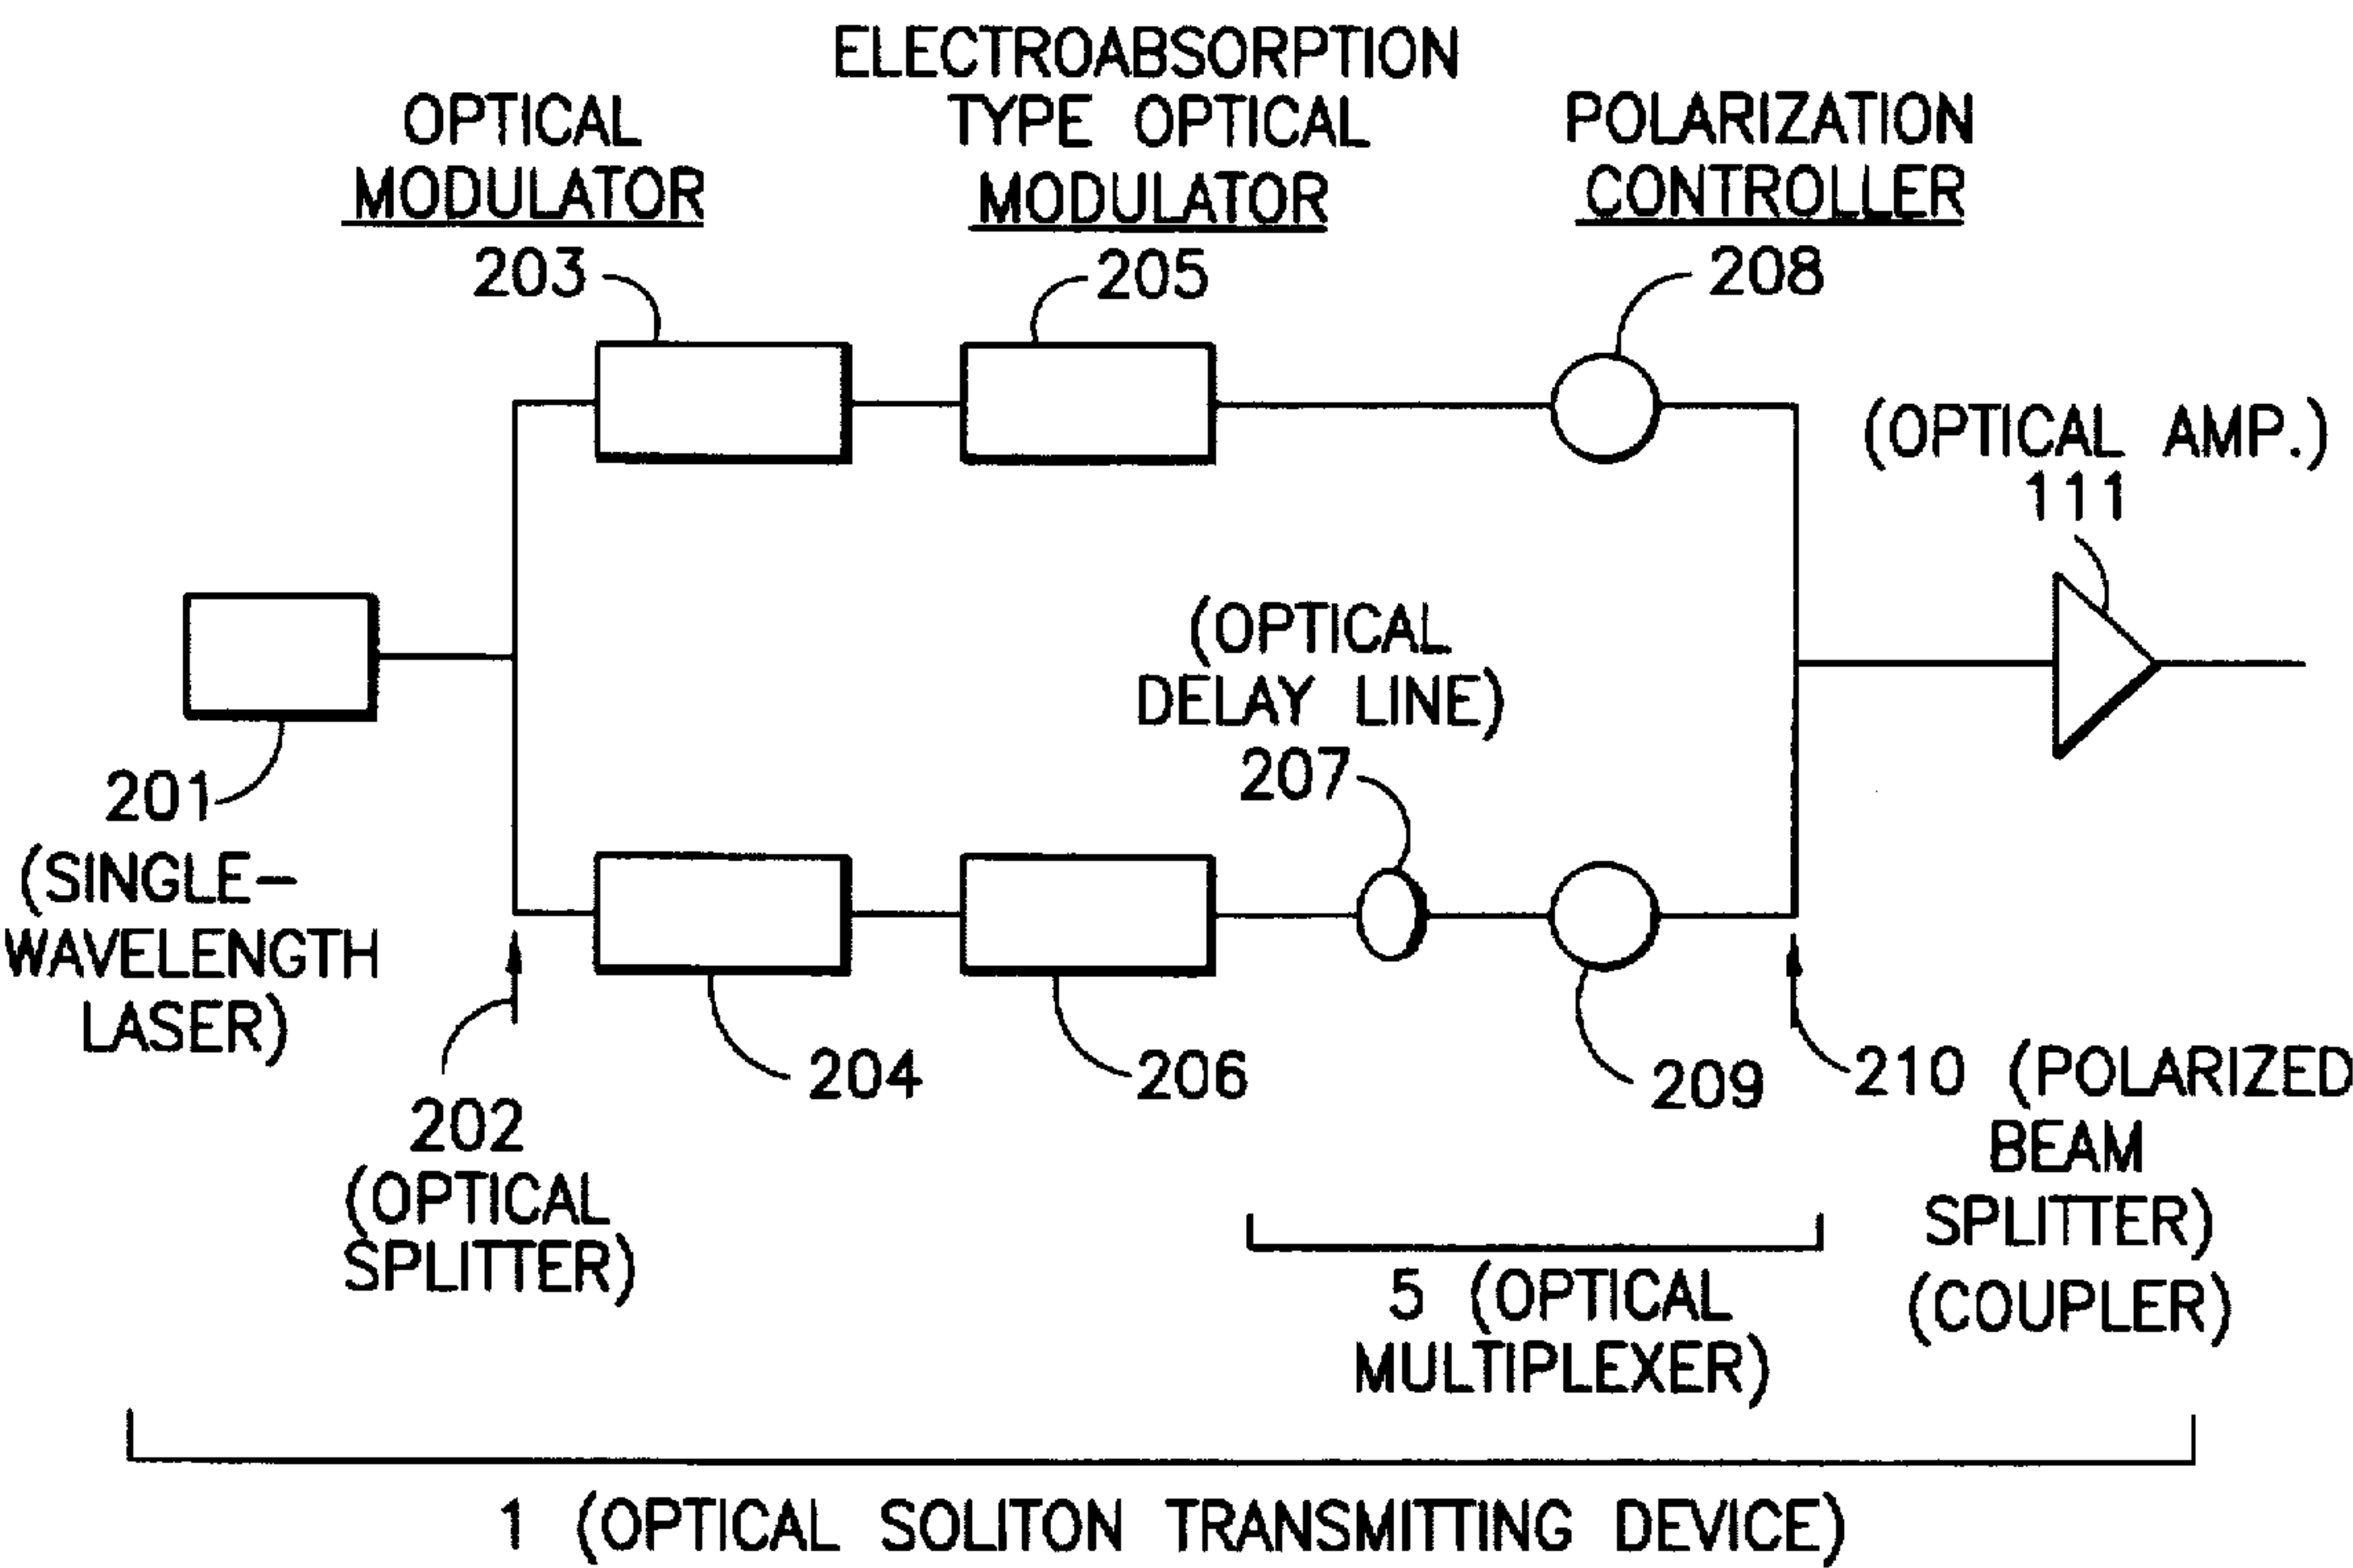 ELECTROABSORPTION
TYPE OPTICAL
MODULATOR
205
OPTICAL
MODULATOR
203
POLARIZATION
CONTROLLER
208
(OPTICAL AMP.)
111
(OPTICAL
DELAY LINE)
207
201
(SINGLE-
WAVELENGTH
LASER)
202
(OPTICAL
SPLITTER)
204
206
209
210 (POLARIZED
BEAM
SPLITTER)
(COUPLER)
5 (OPTICAL
MULTIPLEXER)
1 (OPTICAL SOLITON TRANSMITTING DEVICE)